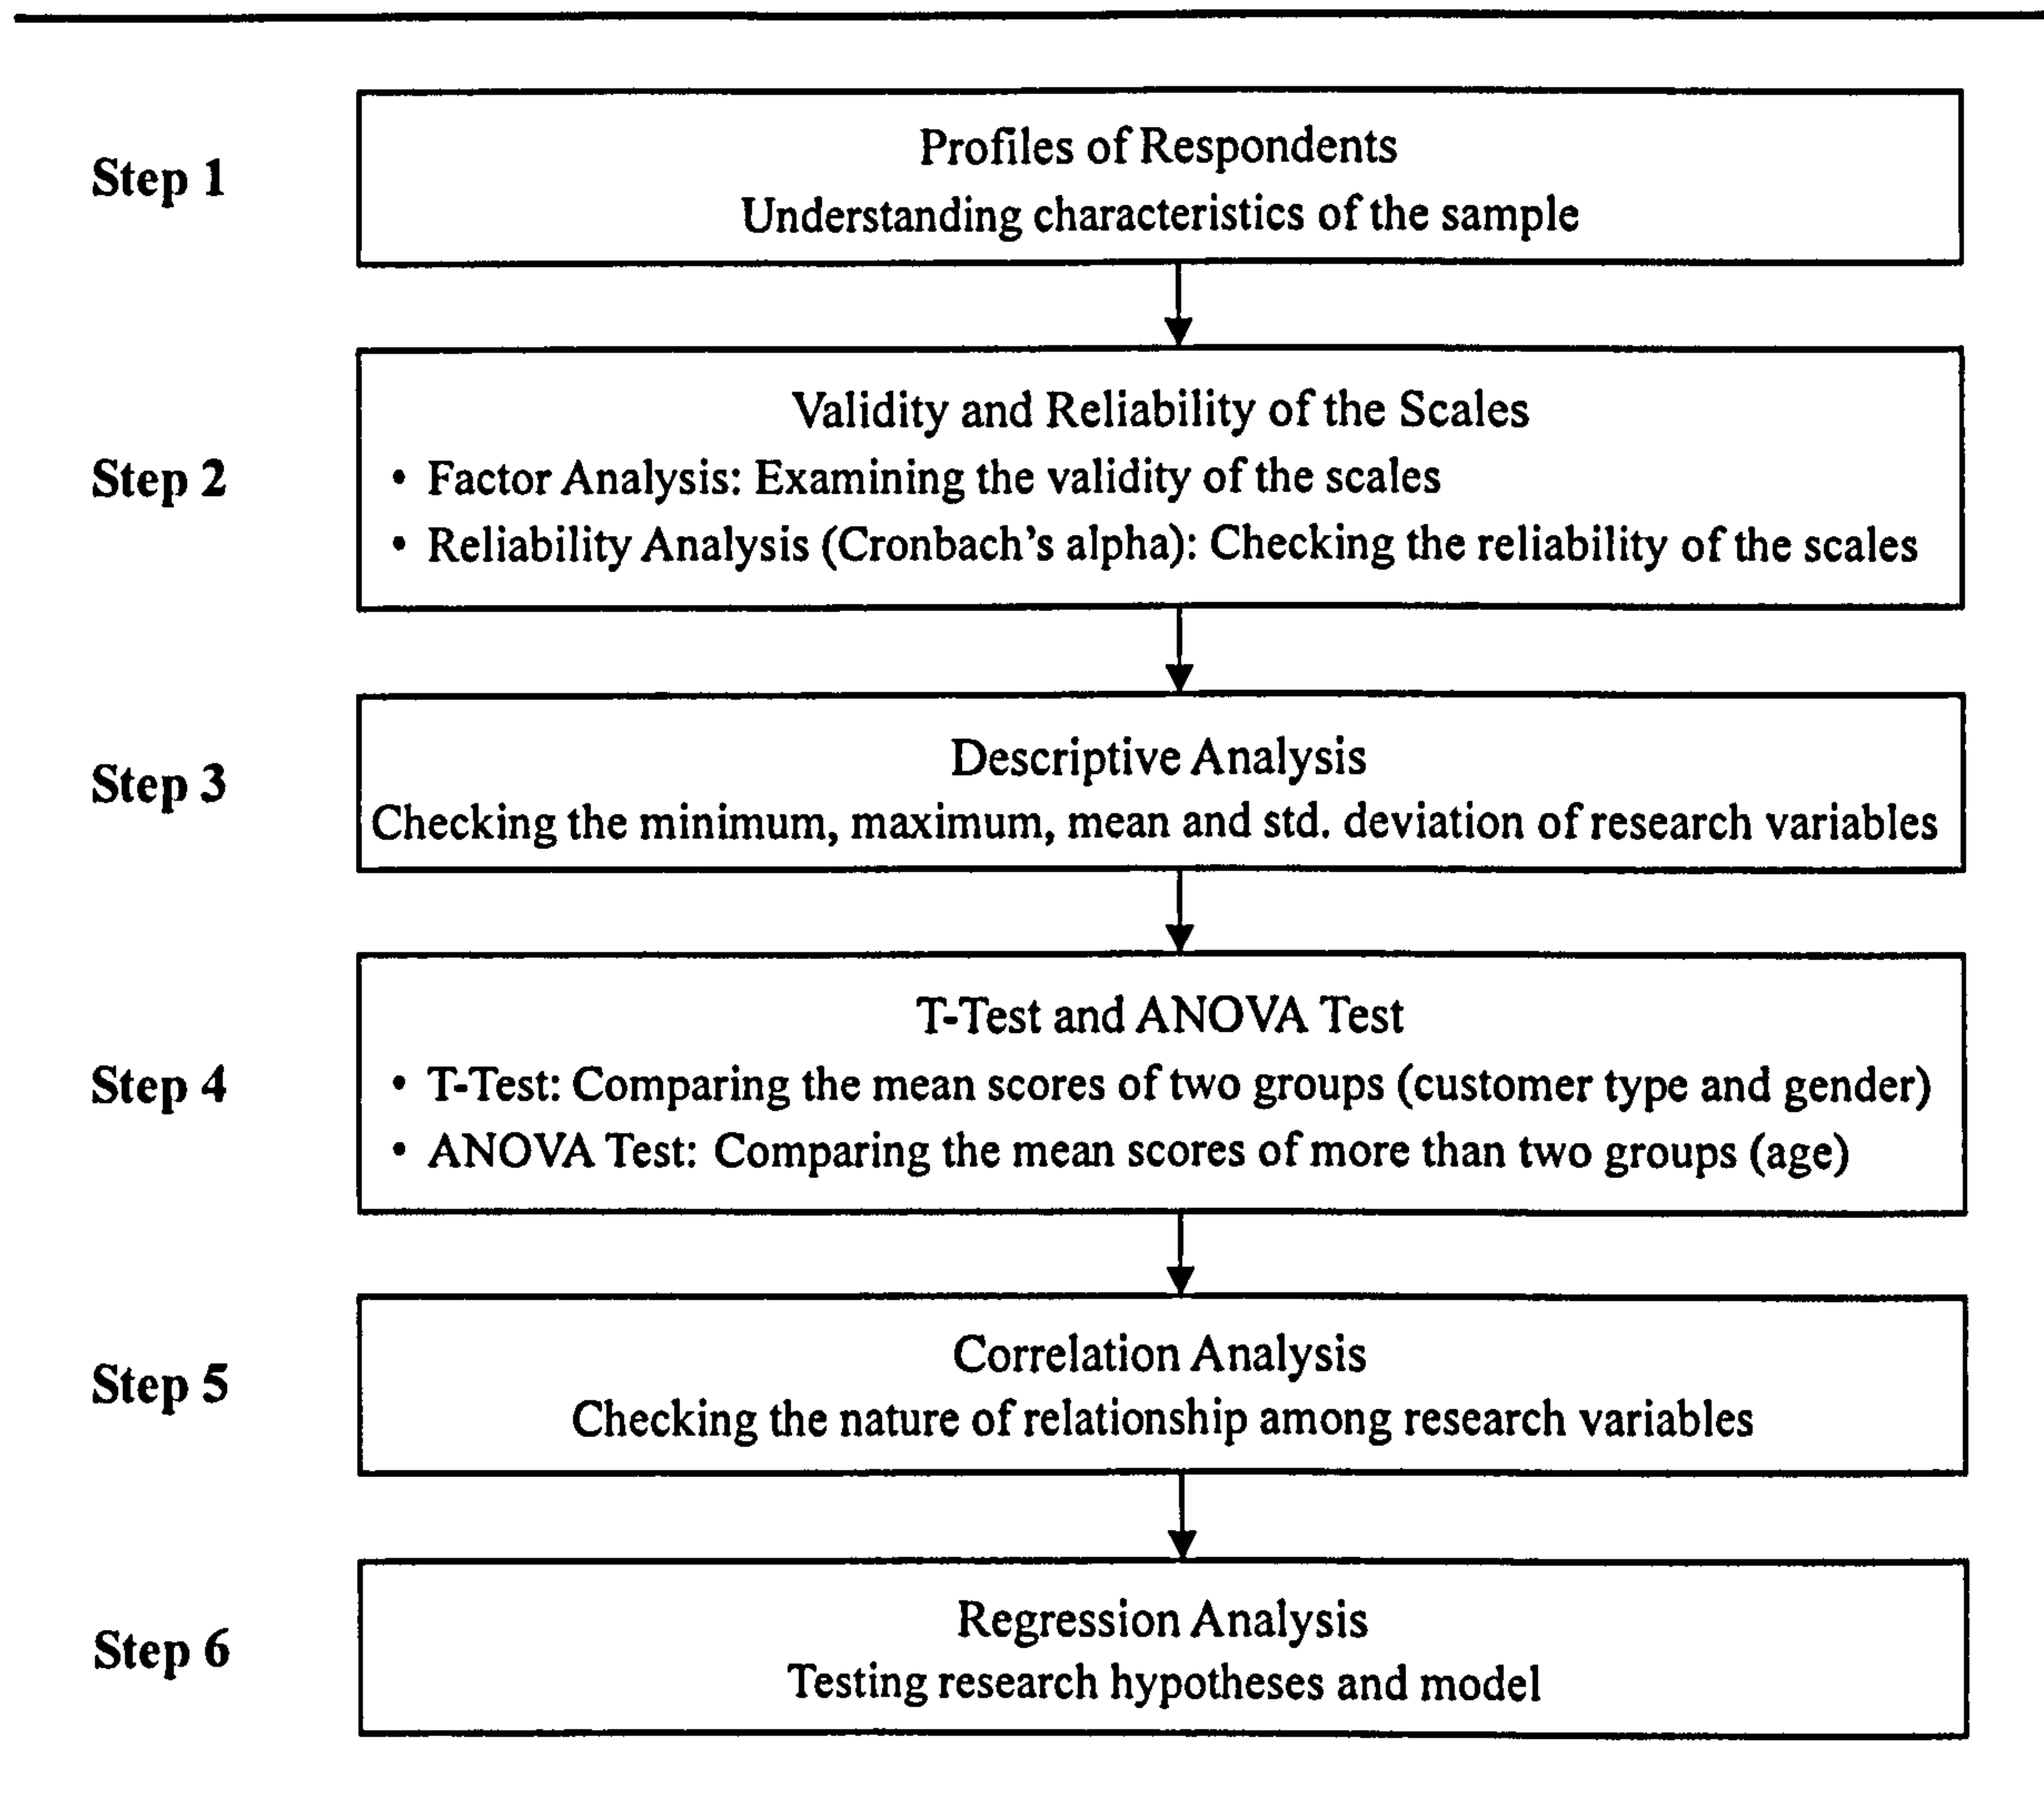 Step 1
Profiles of Respondents
Understanding characteristics of the sample
Step 2
Validity and Reliability of the Scales
• Factor Analysis: Examining the validity of the scales
• Reliability Analysis (Cronbach's alpha): Checking the reliability of the scales
Step 3
Descriptive Analysis
Checking the minimum, maximum, mean and std. deviation of research variables
Step 4
T-Test and ANOVA Test
• T-Test: Comparing the mean scores of two groups (customer type and gender)
• ANOVA Test: Comparing the mean scores of more than two groups (age)
Step 5
Correlation Analysis
Checking the nature of relationship among research variables
Step 6
Regression Analysis
Testing research hypotheses and model